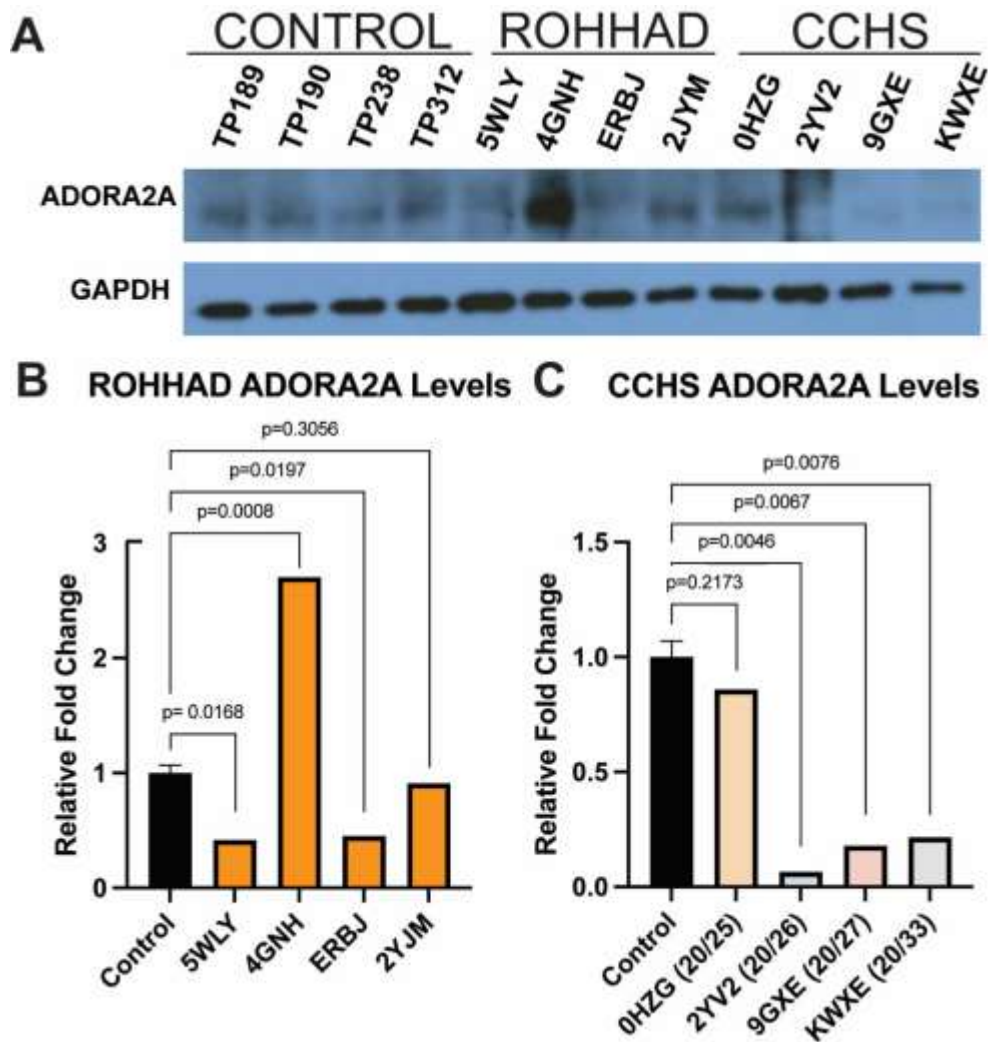 A
CONTROL ROHHAD CCHS
TP189 TP190 TP238 TP312 5WLY 4GNH ERBJ 2JYM 0HZG 2YV2 9GXE KWXE
ADORA2A
GAPDH
B ROHHAD ADORA2A Levels
p=0.3056
p=0.0197
p=0.0008
p= 0.0168
Relative Fold Change
3
2
1
0
Control 5WLY 4GNH ERBJ 2YJM
C CCHS ADORA2A Levels
p=0.0076
p=0.0067
p=0.0046
p=0.2173
Relative Fold Change
1.5
1.0
0.5
0.0
Control 0HZG (20/25) 2YV2 (20/26) 9GXE (20/27) KWXE (20/33)